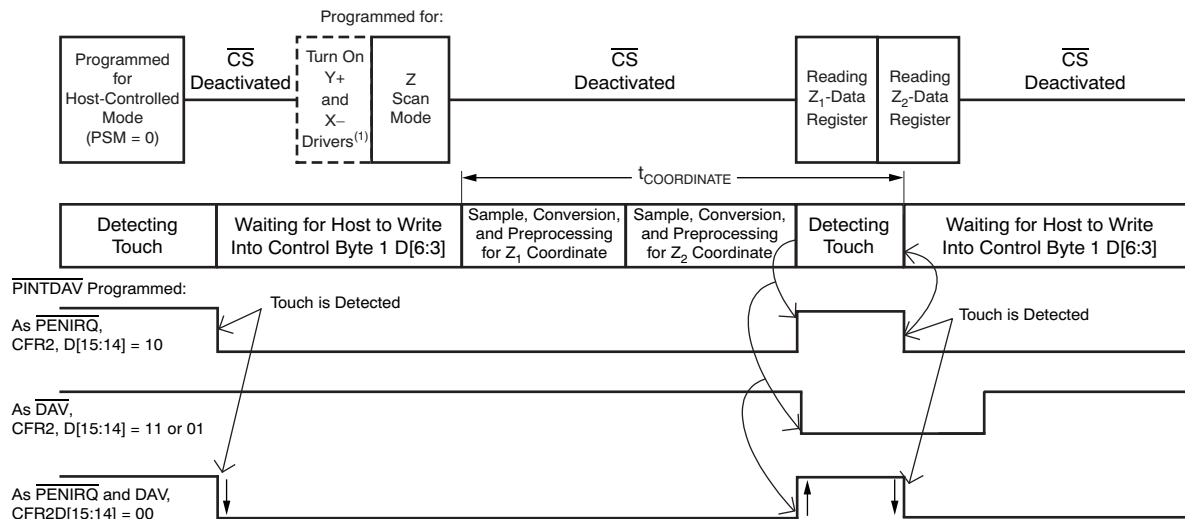 Programmed for:
Programmed
for
Host-Controlled
Mode
(PSM = 0)
CS
Deactivated
Turn On
Y+
and
X–
Drivers(1)
Z
Scan
Mode
CS
Deactivated
Reading
Z1-Data
Register
Reading
Z2-Data
Register
CS
Deactivated
tCOORDINATE
Detecting
Touch
Waiting for Host to Write
Into Control Byte 1 D[6:3]
Sample, Conversion,
and Preprocessing
for Z1 Coordinate
Sample, Conversion,
and Preprocessing
for Z2 Coordinate
Detecting
Touch
Waiting for Host to Write
Into Control Byte 1 D[6:3]
PINTDAV Programmed:
Touch is Detected
Touch is Detected
As PENIRQ,
CFR2, D[15:14] = 10
As DAV,
CFR2, D[15:14] = 11 or 01
As PENIRQ and DAV,
CFR2D[15:14] = 00